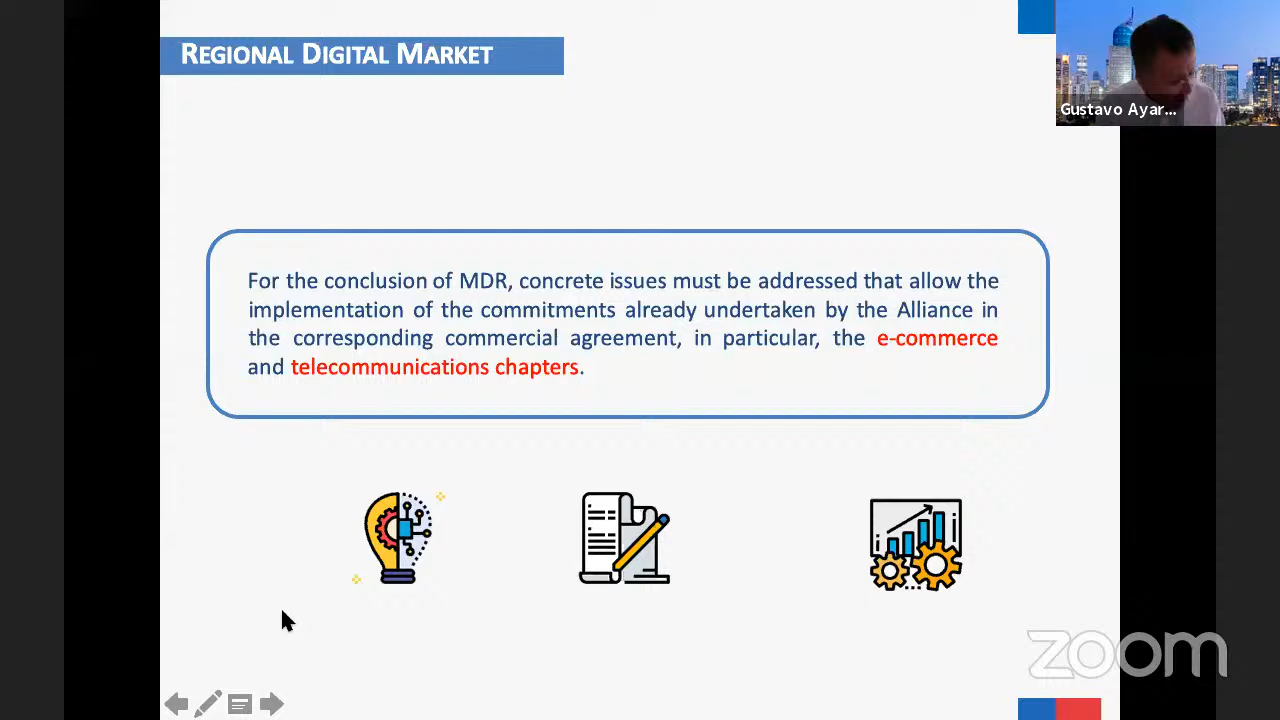 REGIONAL DIGITAL MARKET
Gustavo Ayar...
For the conclusion of MDR, concrete issues must be addressed that allow the
implementation of the commitments already undertaken by the Alliance in
the corresponding commercial agreement, in particular, the e-commerce
and telecommunications chapters.
zoom